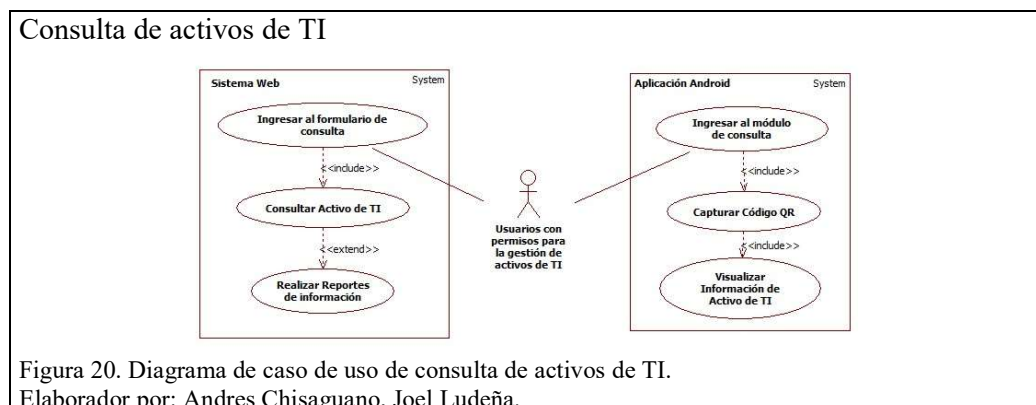 Consulta de activos de TI
Sistema Web
System
Ingresar al formulario de
consulta
<<include>>
Consultar Activo de TI
<<extend>>
Realizar Reportes
de información
Usuarios con
permisos para
la gestión de
activos de TI
Aplicación Android
System
Ingresar al módulo
de consulta
<<include>>
Capturar Código QR
<<include>>
Visualizar
Información de
Activo de TI
Figura 20. Diagrama de caso de uso de consulta de activos de TI.
Elaborador por: Andres Chisaguano, Joel Ludeña.